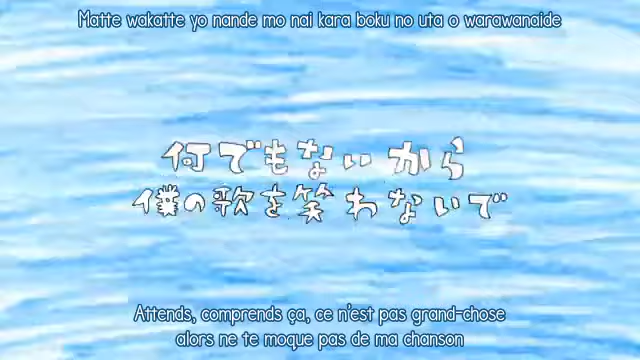 Matte wakatte yo nande mo nai kara boku no uta o warawanaide
何でもないから
僕の歌を笑わないで
Attends, comprends ça, ce n'est pas grand-chose
alors ne te moque pas de ma chanson